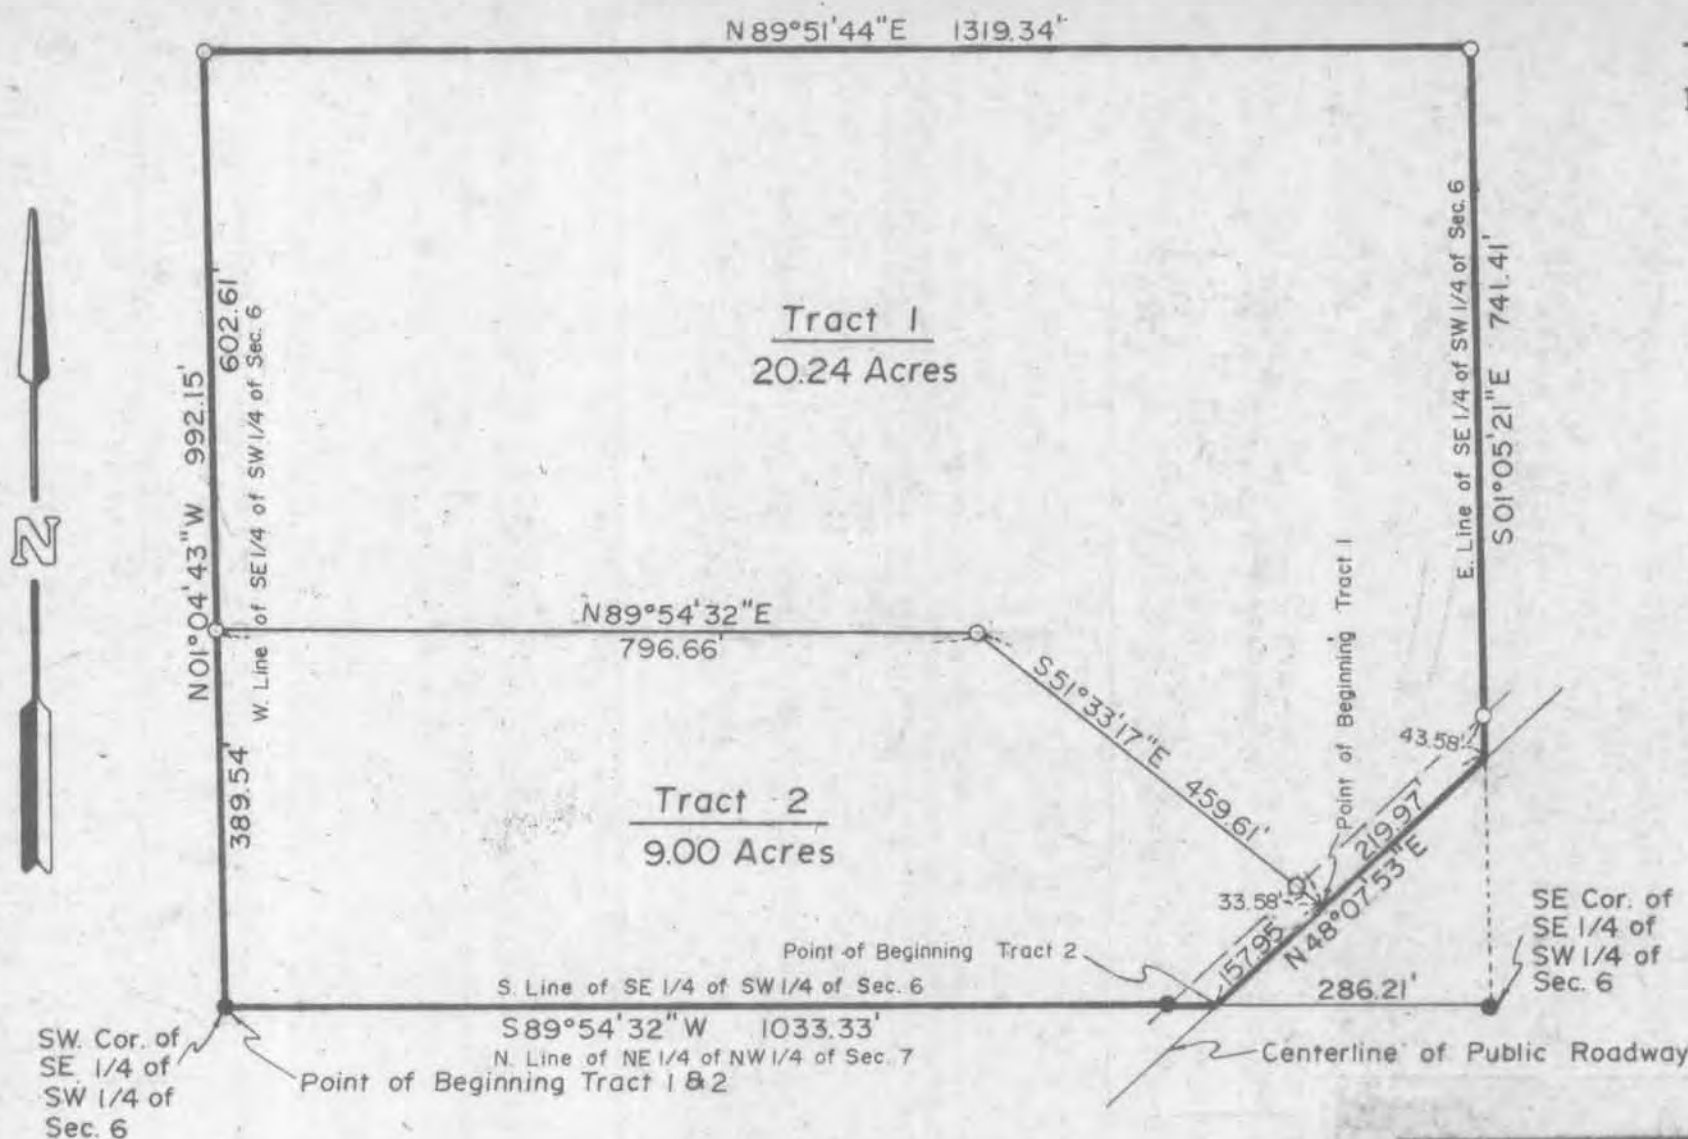 N 89°51'44"E 1319.34'
N01°04'43"W 992.15'
602.61'
W. Line of SE 1/4 of SW 1/4 of Sec. 6
389.54'
N
Tract 1
20.24 Acres
E. Line of SE 1/4 of SW 1/4 of Sec. 6
S01°05'21"E 741.41'
N89°54'32"E
796.66'
S51°33'17"E 459.61'
Point of Beginning Tract 1
43.58'
219.97'
N48°07'53"E
33.58'
157.95'
Tract 2
9.00 Acres
Point of Beginning Tract 2
S. Line of SE 1/4 of SW 1/4 of Sec. 6
S89°54'32"W 1033.33'
N. Line of NE 1/4 of NW 1/4 of Sec. 7
286.21'
SE Cor. of
SE 1/4 of
SW 1/4 of
Sec. 6
SW. Cor. of
SE 1/4 of
SW 1/4 of
Sec. 6
Point of Beginning Tract 1 & 2
Centerline of Public Roadway